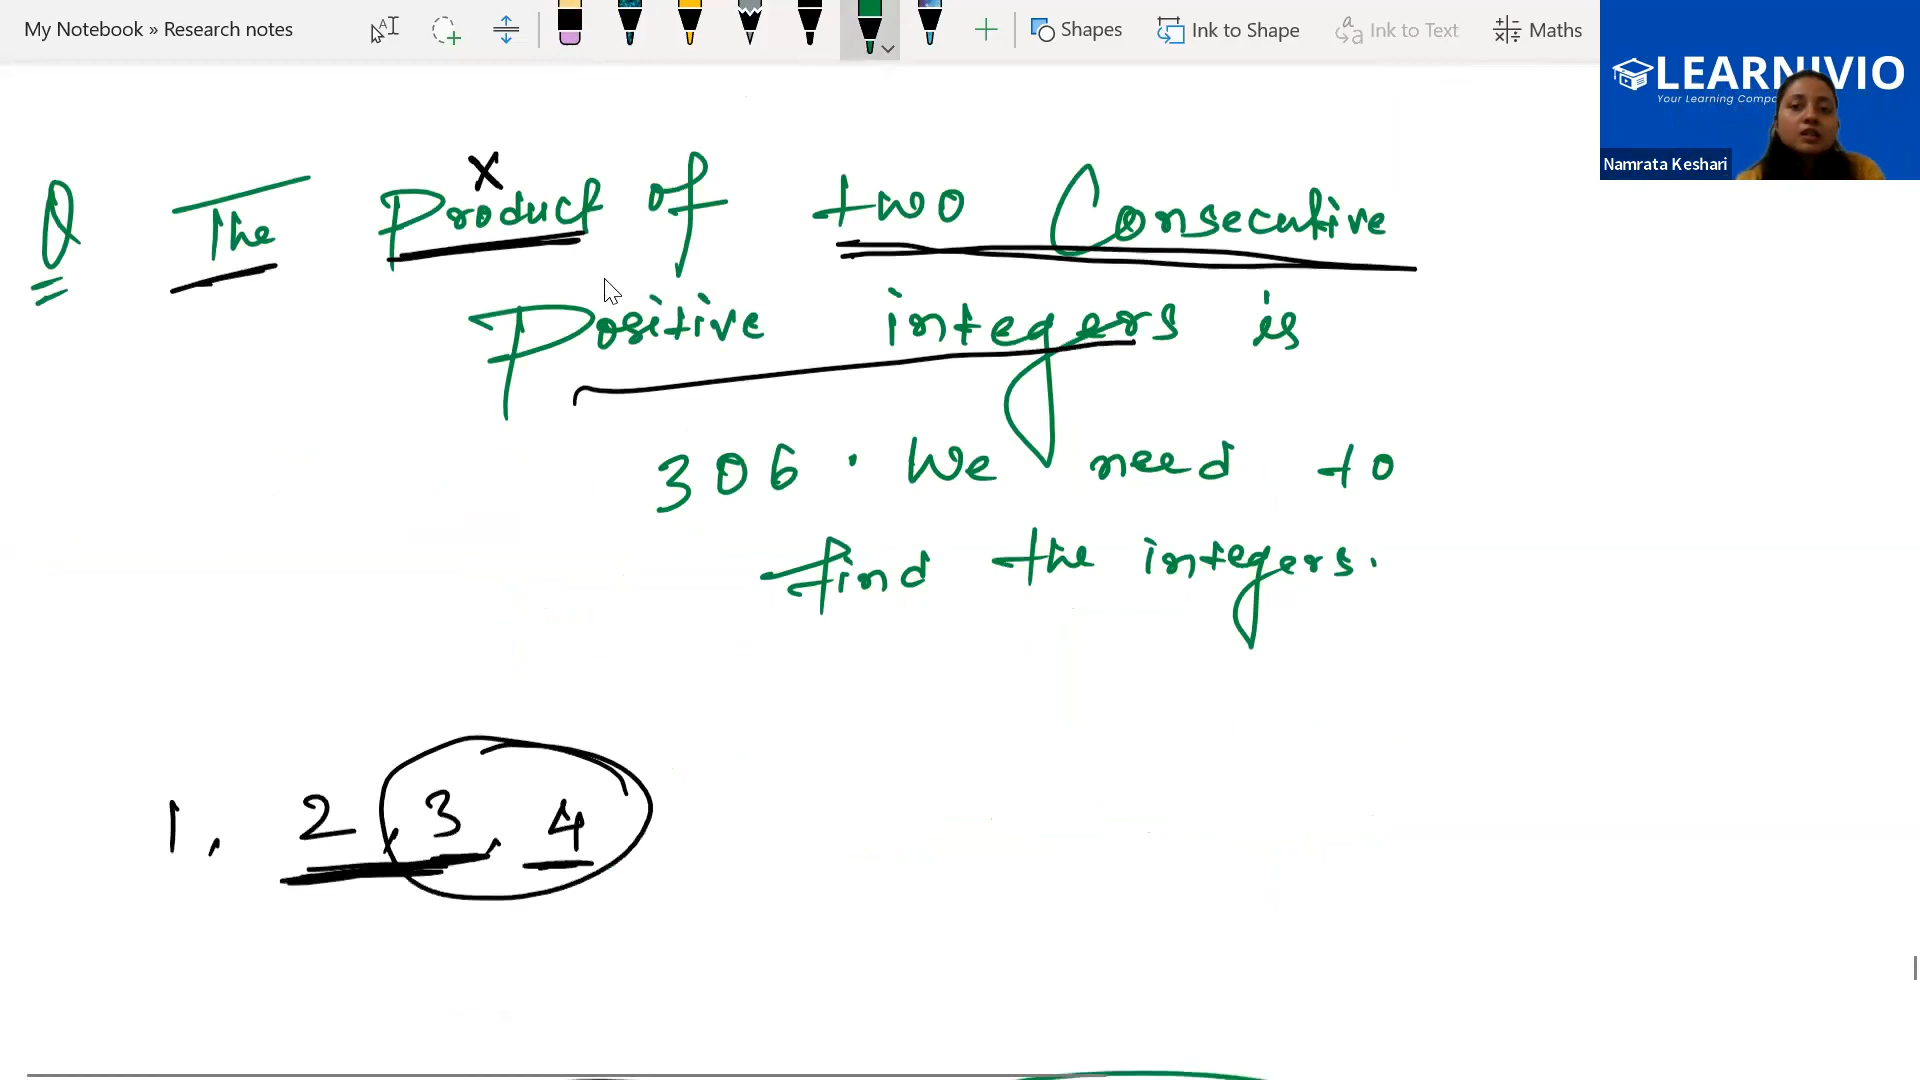 My Notebook » Research notes
Shapes
Ink to Shape
Ink to Text
Maths
LEARNIVIO
Your Learning Compa
Namrata Keshari
x
Q The Product of two Consecutive
Positive integers is
306. We need to
find the integers.
1, 2, 3, 4